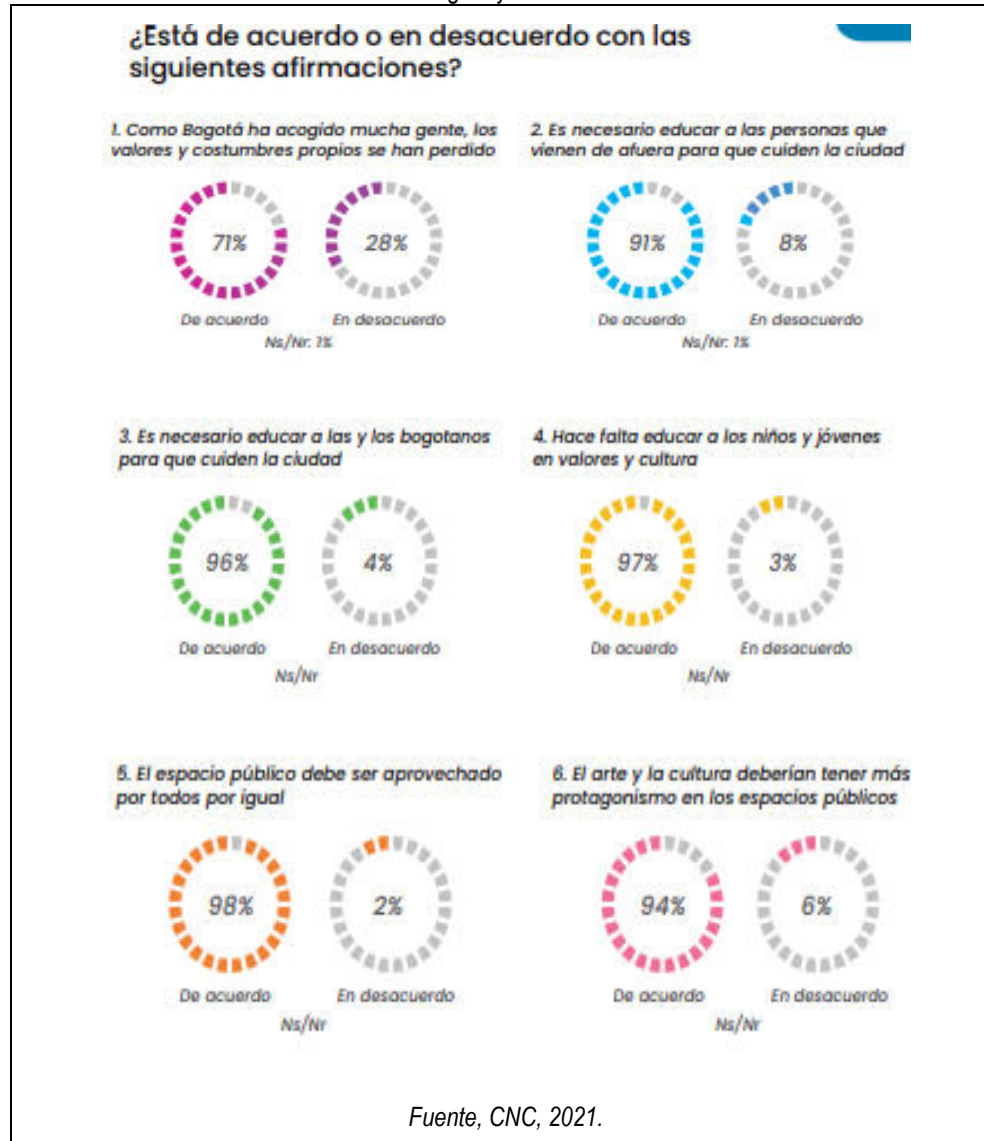 ¿Está de acuerdo o en desacuerdo con las
siguientes afirmaciones?
1. Como Bogotá ha acogido mucha gente, los
valores y costumbres propios se han perdido
71%
28%
De acuerdo
En desacuerdo
Ns/Nr: 1%
2. Es necesario educar a las personas que
vienen de afuera para que cuiden la ciudad
91%
8%
De acuerdo
En desacuerdo
Ns/Nr: 1%
3. Es necesario educar a las y los bogotanos
para que cuiden la ciudad
96%
4%
De acuerdo
En desacuerdo
Ns/Nr
4. Hace falta educar a los niños y jóvenes
en valores y cultura
97%
3%
De acuerdo
En desacuerdo
Ns/Nr
5. El espacio público debe ser aprovechado
por todos por igual
98%
2%
De acuerdo
En desacuerdo
Ns/Nr
6. El arte y la cultura deberían tener más
protagonismo en los espacios públicos
94%
6%
De acuerdo
En desacuerdo
Ns/Nr
Fuente, CNC, 2021.